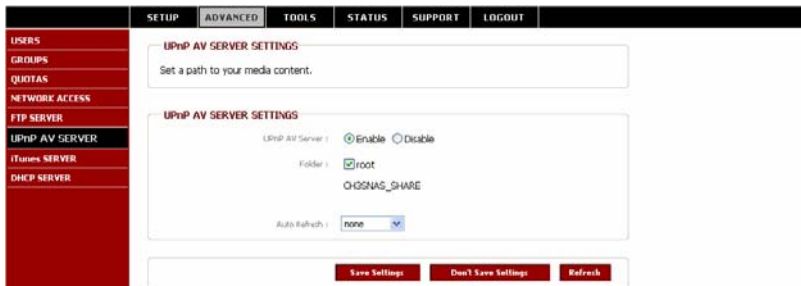 SETUP ADVANCED TOOLS STATUS SUPPORT LOGOUT
USERS
GROUPS
QUOTAS
NETWORK ACCESS
FTP SERVER
UPnP AV SERVER
iTunes SERVER
DHCP SERVER
UPnP AV SERVER SETTINGS
Set a path to your media content.
UPnP AV SERVER SETTINGS
UPnP AV Server : Enable Disable
Folder : root
CH3SNAS_SHARE
Auto Refresh : none
Save Settings Don't Save Settings Refresh